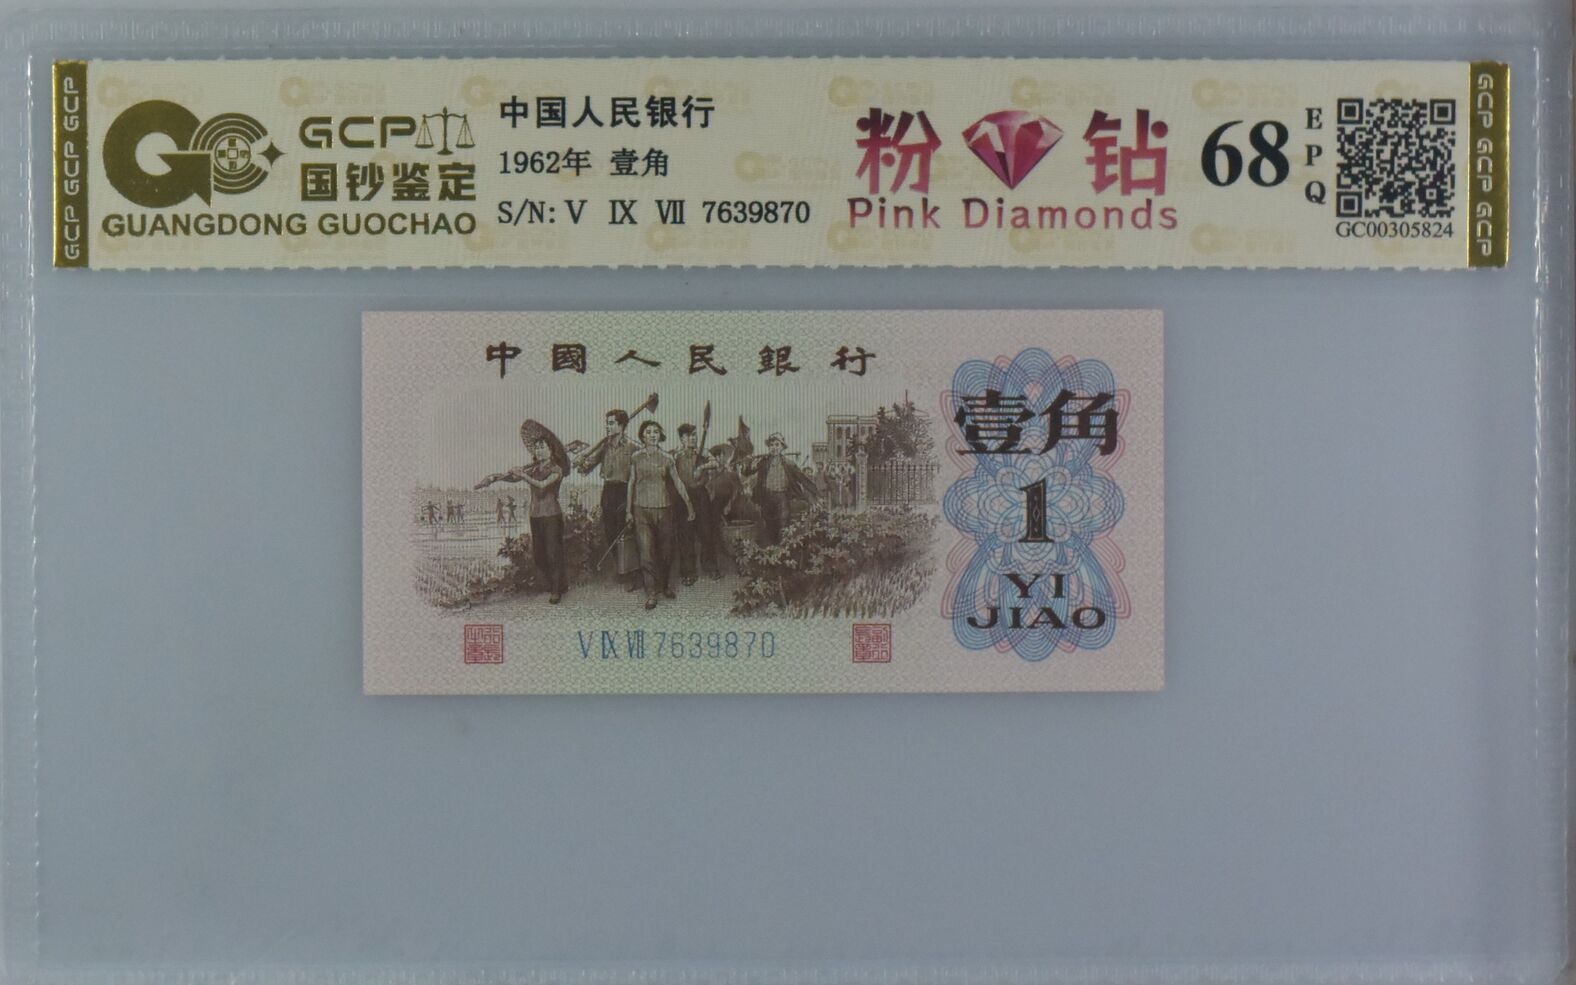 GCP GCP GCP
GCP
国钞鉴定
GUANGDONG GUOCHAO
中国人民银行
1962年 壹角
S/N: V IX VII 7639870
粉 钻
Pink Diamonds
68
EPQ
GC00305824
GCP GCP GCP
中國人民銀行
壹角
1
YI
JIAO
V IX VII 7639870